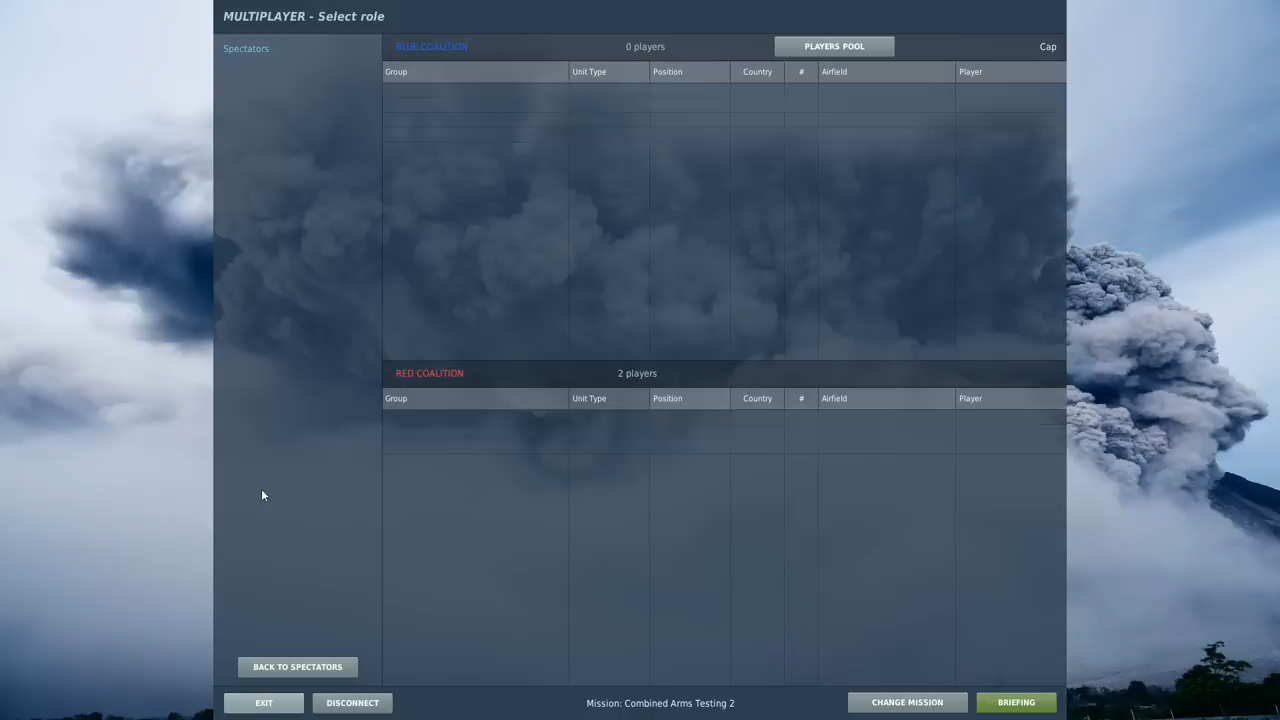 MULTIPLAYER - Select role
Spectators
BLUE COALITION 0 players PLAYERS POOL Cap
Group Unit Type Position Country # Airfield Player
RED COALITION 2 players
Group Unit Type Position Country # Airfield Player
BACK TO SPECTATORS
EXIT DISCONNECT Mission: Combined Arms Testing 2 CHANGE MISSION BRIEFING